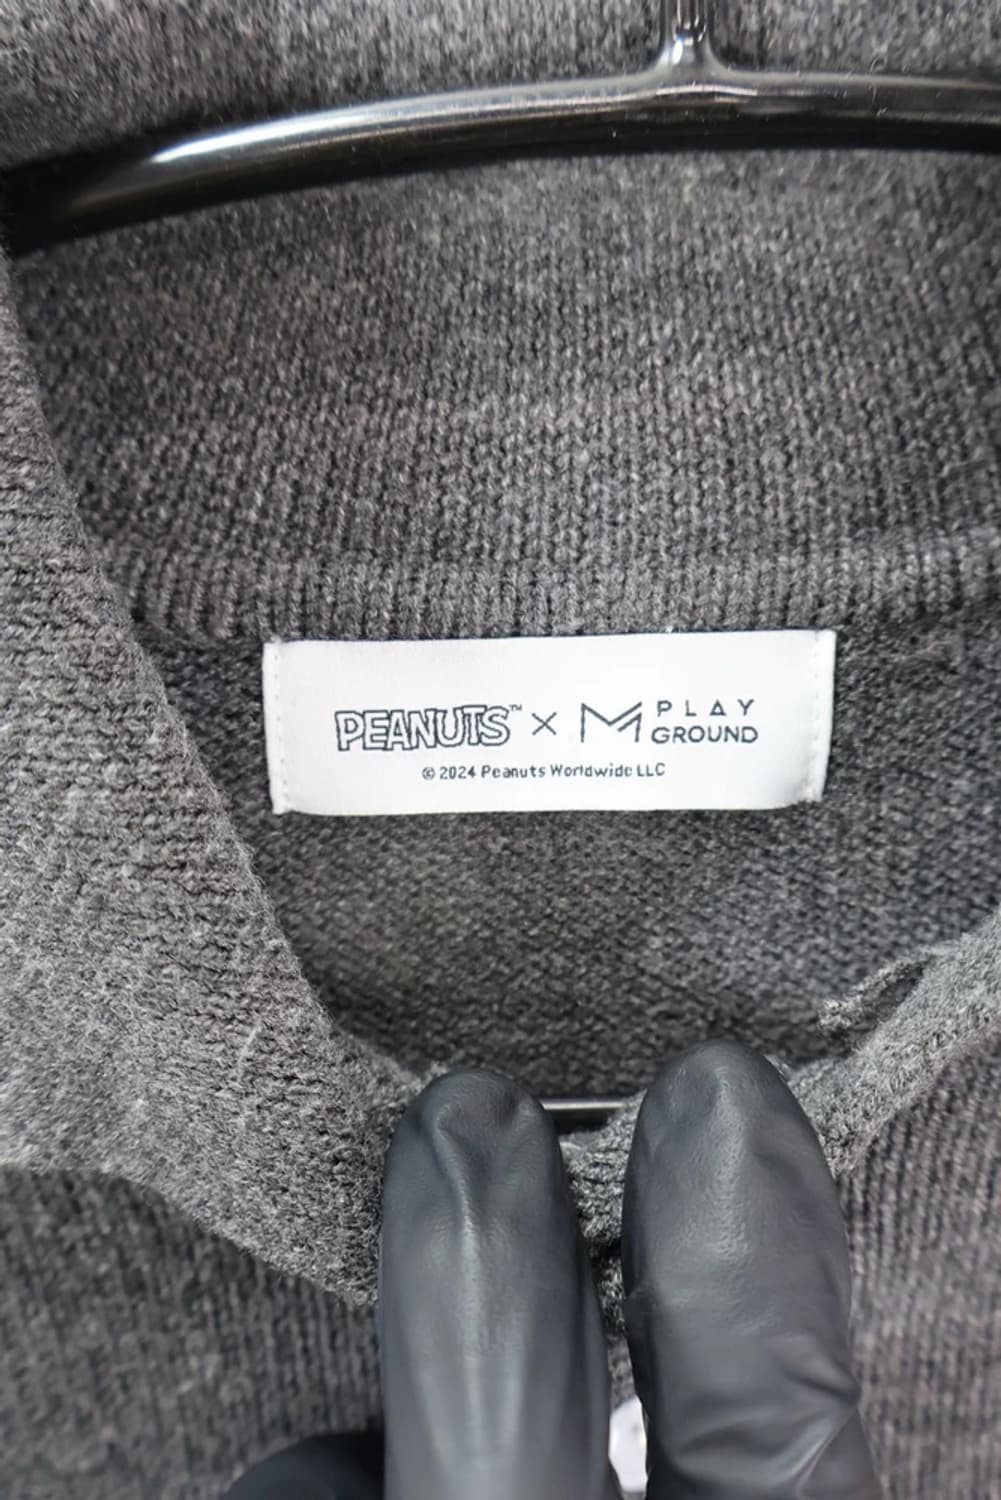 PEANUTS™ × M PLAY
GROUND
© 2024 Peanuts Worldwide LLC